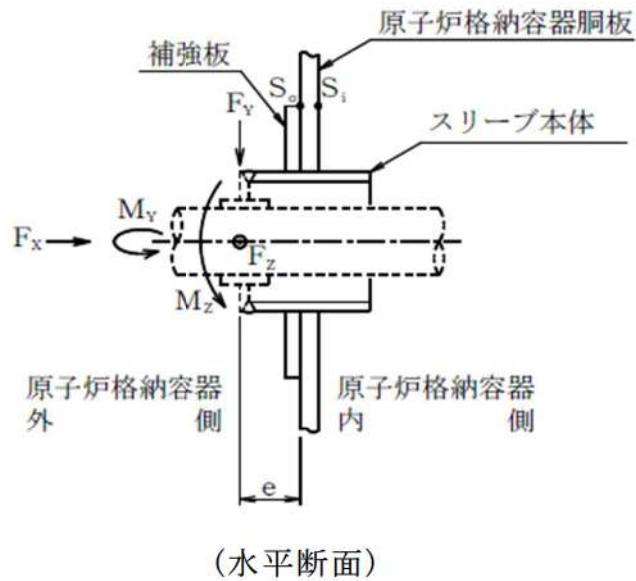 原子炉格納容器胴板
補強板
So Si
FY
スリーブ本体
MY
FX
FZ
MZ
原子炉格納容器
外側
原子炉格納容器
内側
e
(水平断面)